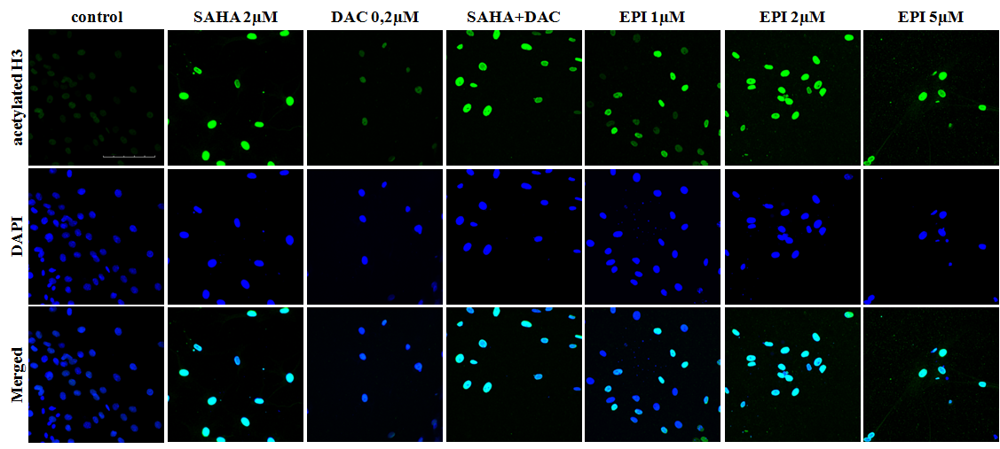 control SAHA 2µM DAC 0,2µM SAHA+DAC EPI 1µM EPI 2µM EPI 5µM
acetylated H3
DAPI
Merged